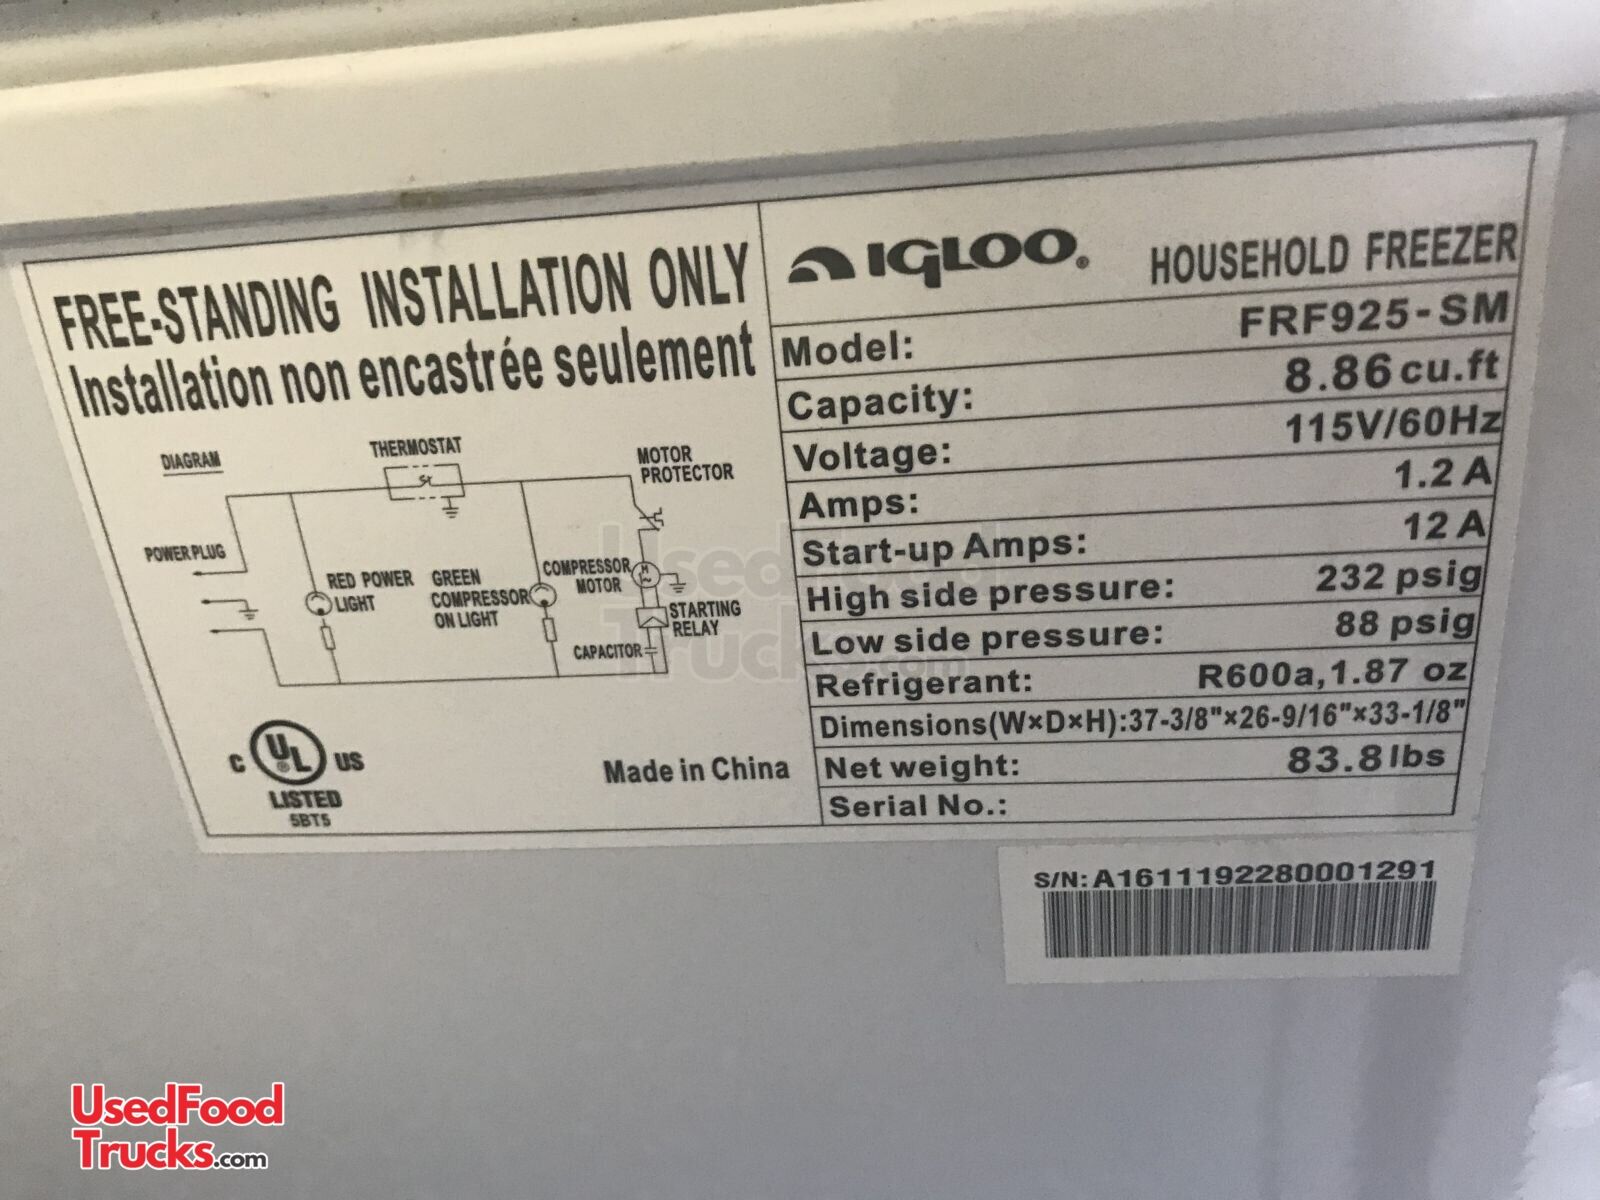 FREE-STANDING INSTALLATION ONLY
Installation non encastrée seulement
DIAGRAM
THERMOSTAT
MOTOR
PROTECTOR
POWER PLUG
RED POWER
LIGHT
GREEN
COMPRESSOR
ON LIGHT
COMPRESSOR
MOTOR
STARTING
RELAY
CAPACITOR
C UL ® US
LISTED
5BT5
Made in China
IGLOO® HOUSEHOLD FREEZER
Model: FRF925-SM
Capacity: 8.86 cu.ft
Voltage: 115V/60Hz
Amps: 1.2 A
Start-up Amps: 12 A
High side pressure: 232 psig
Low side pressure: 88 psig
Refrigerant: R600a,1.87 oz
Dimensions(W×D×H):37-3/8"×26-9/16"×33-1/8"
Net weight: 83.8lbs
Serial No.:
S/N: A1611192280001291
UsedFood
Trucks.com
UsedFood
Trucks.com